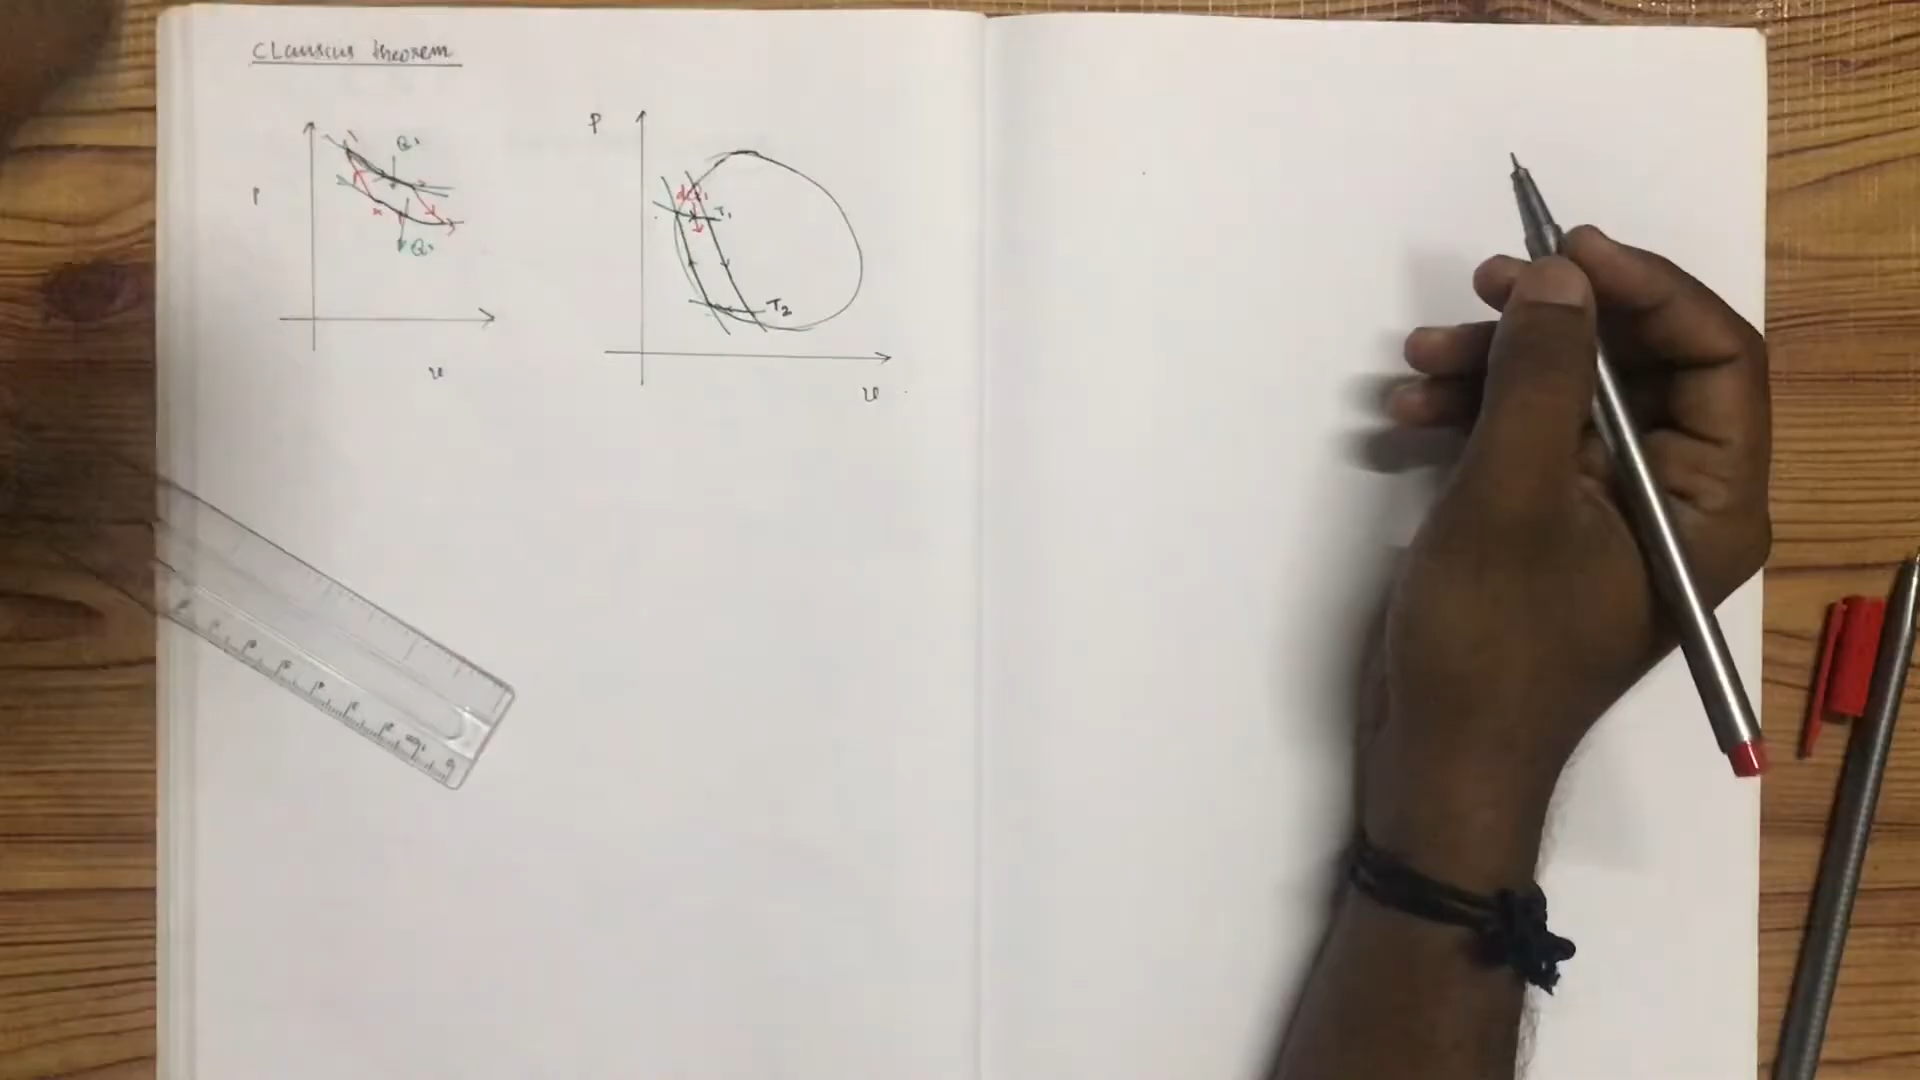 Clausius theorem
P
Q1
Q2
v
P
dQ1
T1
T2
v